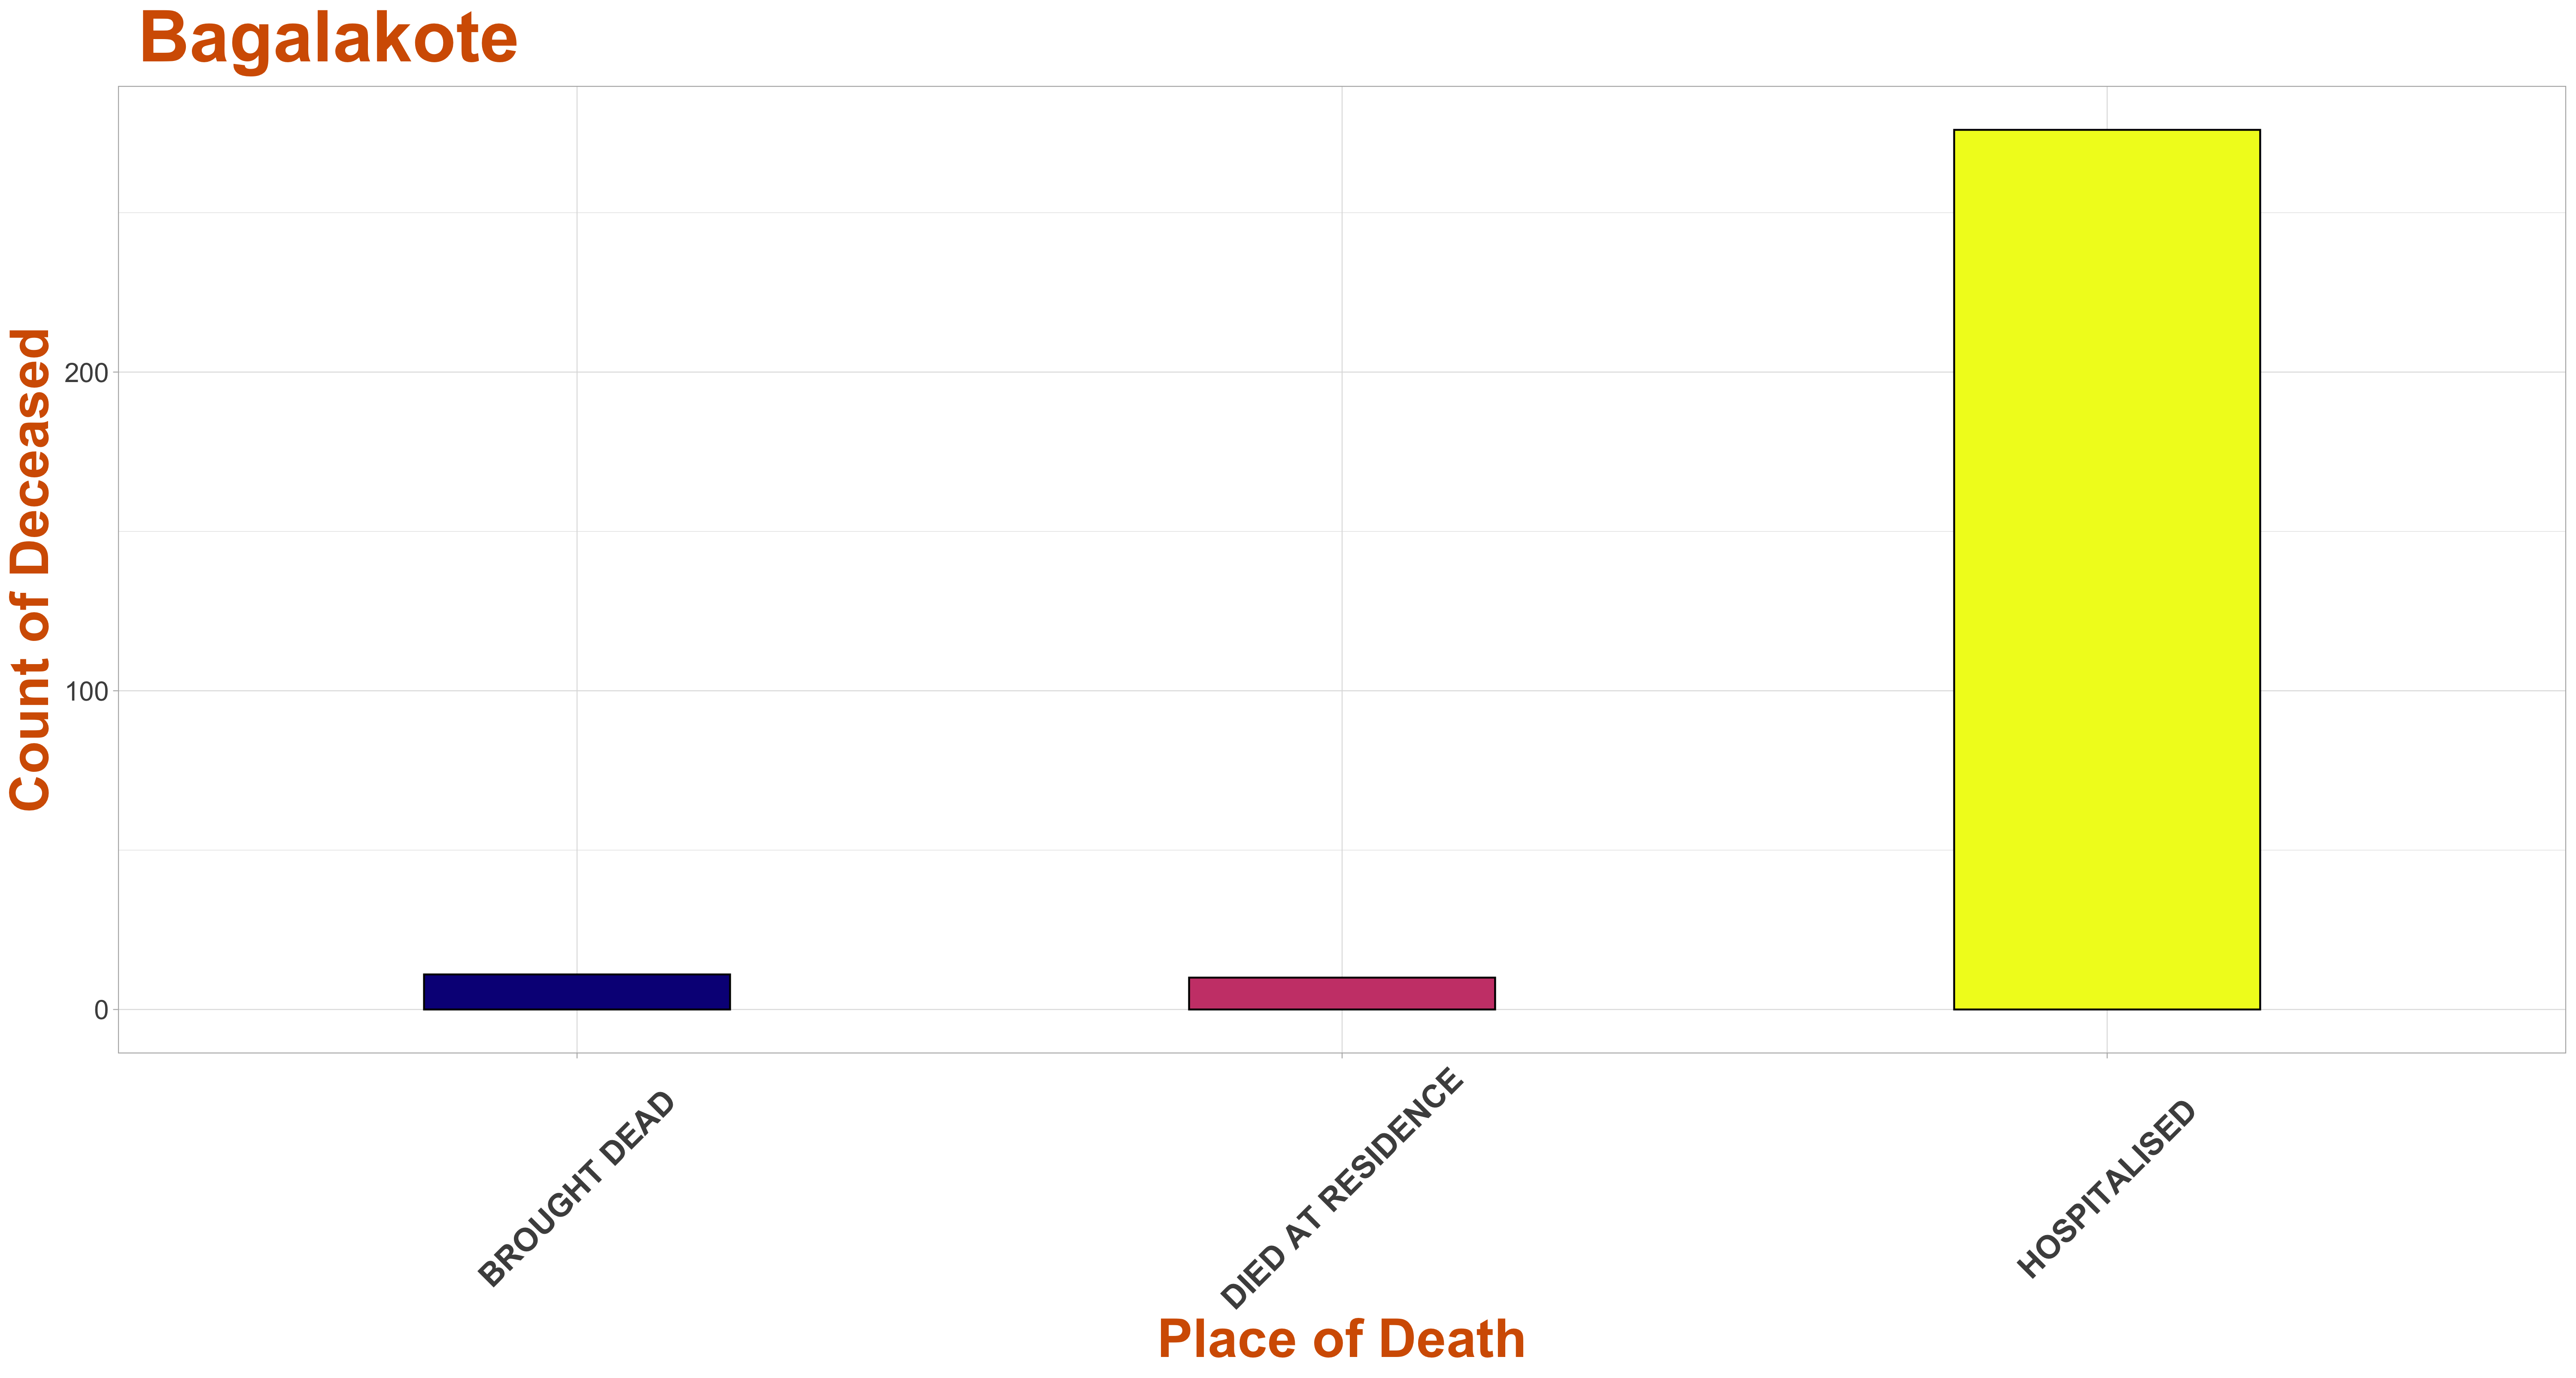 Bagalakote
Count of Deceased
200
100
0
BROUGHT DEAD
DIED AT RESIDENCE
HOSPITALISED
Place of Death